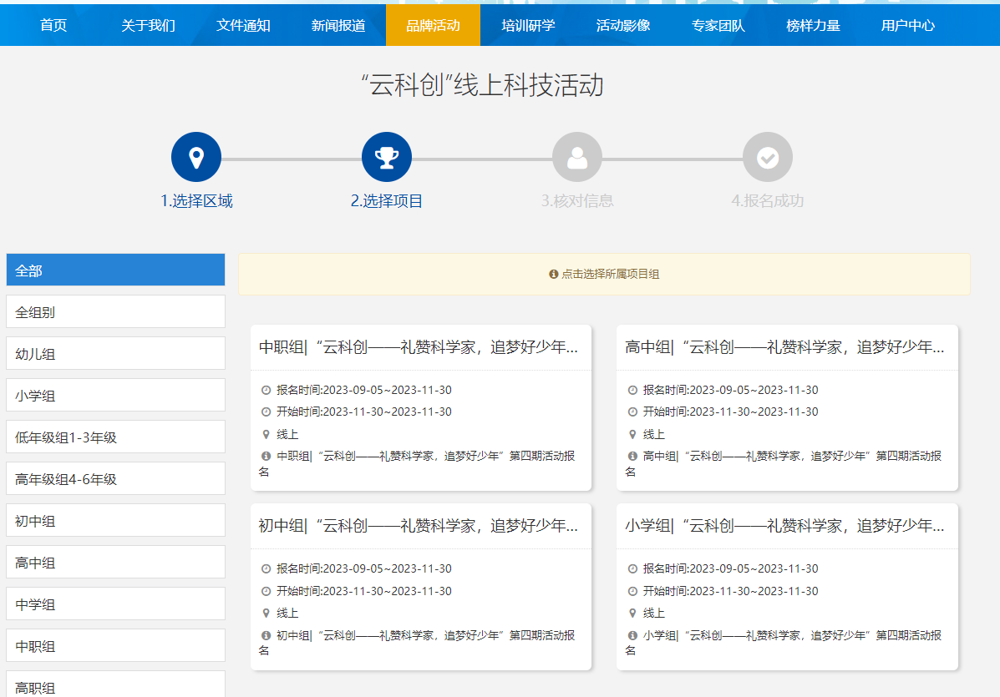 首页 关于我们 文件通知 新闻报道 品牌活动 培训研学 活动影像 专家团队 榜样力量 用户中心
“云科创”线上科技活动
1.选择区域 2.选择项目 3.核对信息 4.报名成功
全部
全组别
幼儿组
小学组
低年级组1-3年级
高年级组4-6年级
初中组
高中组
中学组
中职组
高职组
点击选择所属项目组
中职组|“云科创——礼赞科学家，追梦好少年...
报名时间:2023-09-05~2023-11-30
开始时间:2023-11-30~2023-11-30
线上
中职组|“云科创——礼赞科学家，追梦好少年”第四期活动报
名
高中组|“云科创——礼赞科学家，追梦好少年...
报名时间:2023-09-05~2023-11-30
开始时间:2023-11-30~2023-11-30
线上
高中组|“云科创——礼赞科学家，追梦好少年”第四期活动报
名
初中组|“云科创——礼赞科学家，追梦好少年...
报名时间:2023-09-05~2023-11-30
开始时间:2023-11-30~2023-11-30
线上
初中组|“云科创——礼赞科学家，追梦好少年”第四期活动报
名
小学组|“云科创——礼赞科学家，追梦好少年...
报名时间:2023-09-05~2023-11-30
开始时间:2023-11-30~2023-11-30
线上
小学组|“云科创——礼赞科学家，追梦好少年”第四期活动报
名